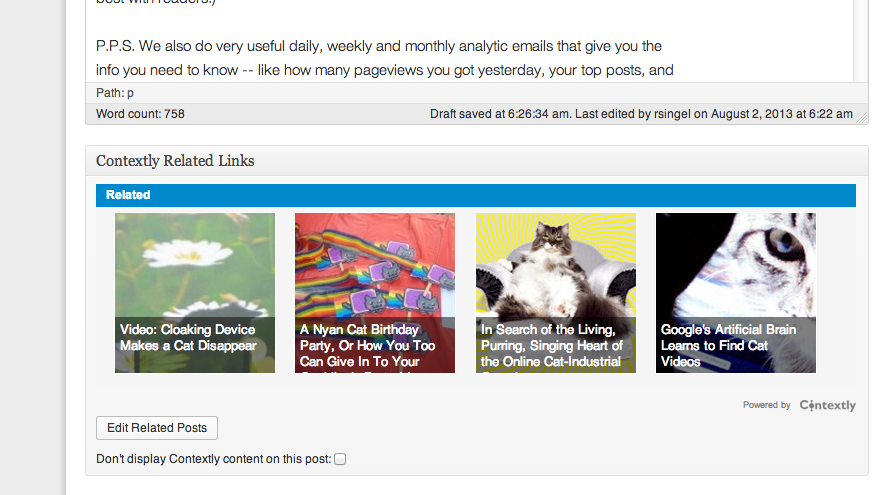 best with readers.)
P.P.S. We also do very useful daily, weekly and monthly analytic emails that give you the
info you need to know -- like how many pageviews you got yesterday, your top posts, and
Path: p
Word count: 758
Draft saved at 6:26:34 am. Last edited by rsingel on August 2, 2013 at 6:22 am
Contextly Related Links
Related
Video: Cloaking Device
Makes a Cat Disappear
A Nyan Cat Birthday
Party, Or How You Too
Can Give In To Your
In Search of the Living,
Purring, Singing Heart of
the Online Cat-Industrial
Google's Artificial Brain
Learns to Find Cat
Videos
Powered by Contextly
Edit Related Posts
Don't display Contextly content on this post: